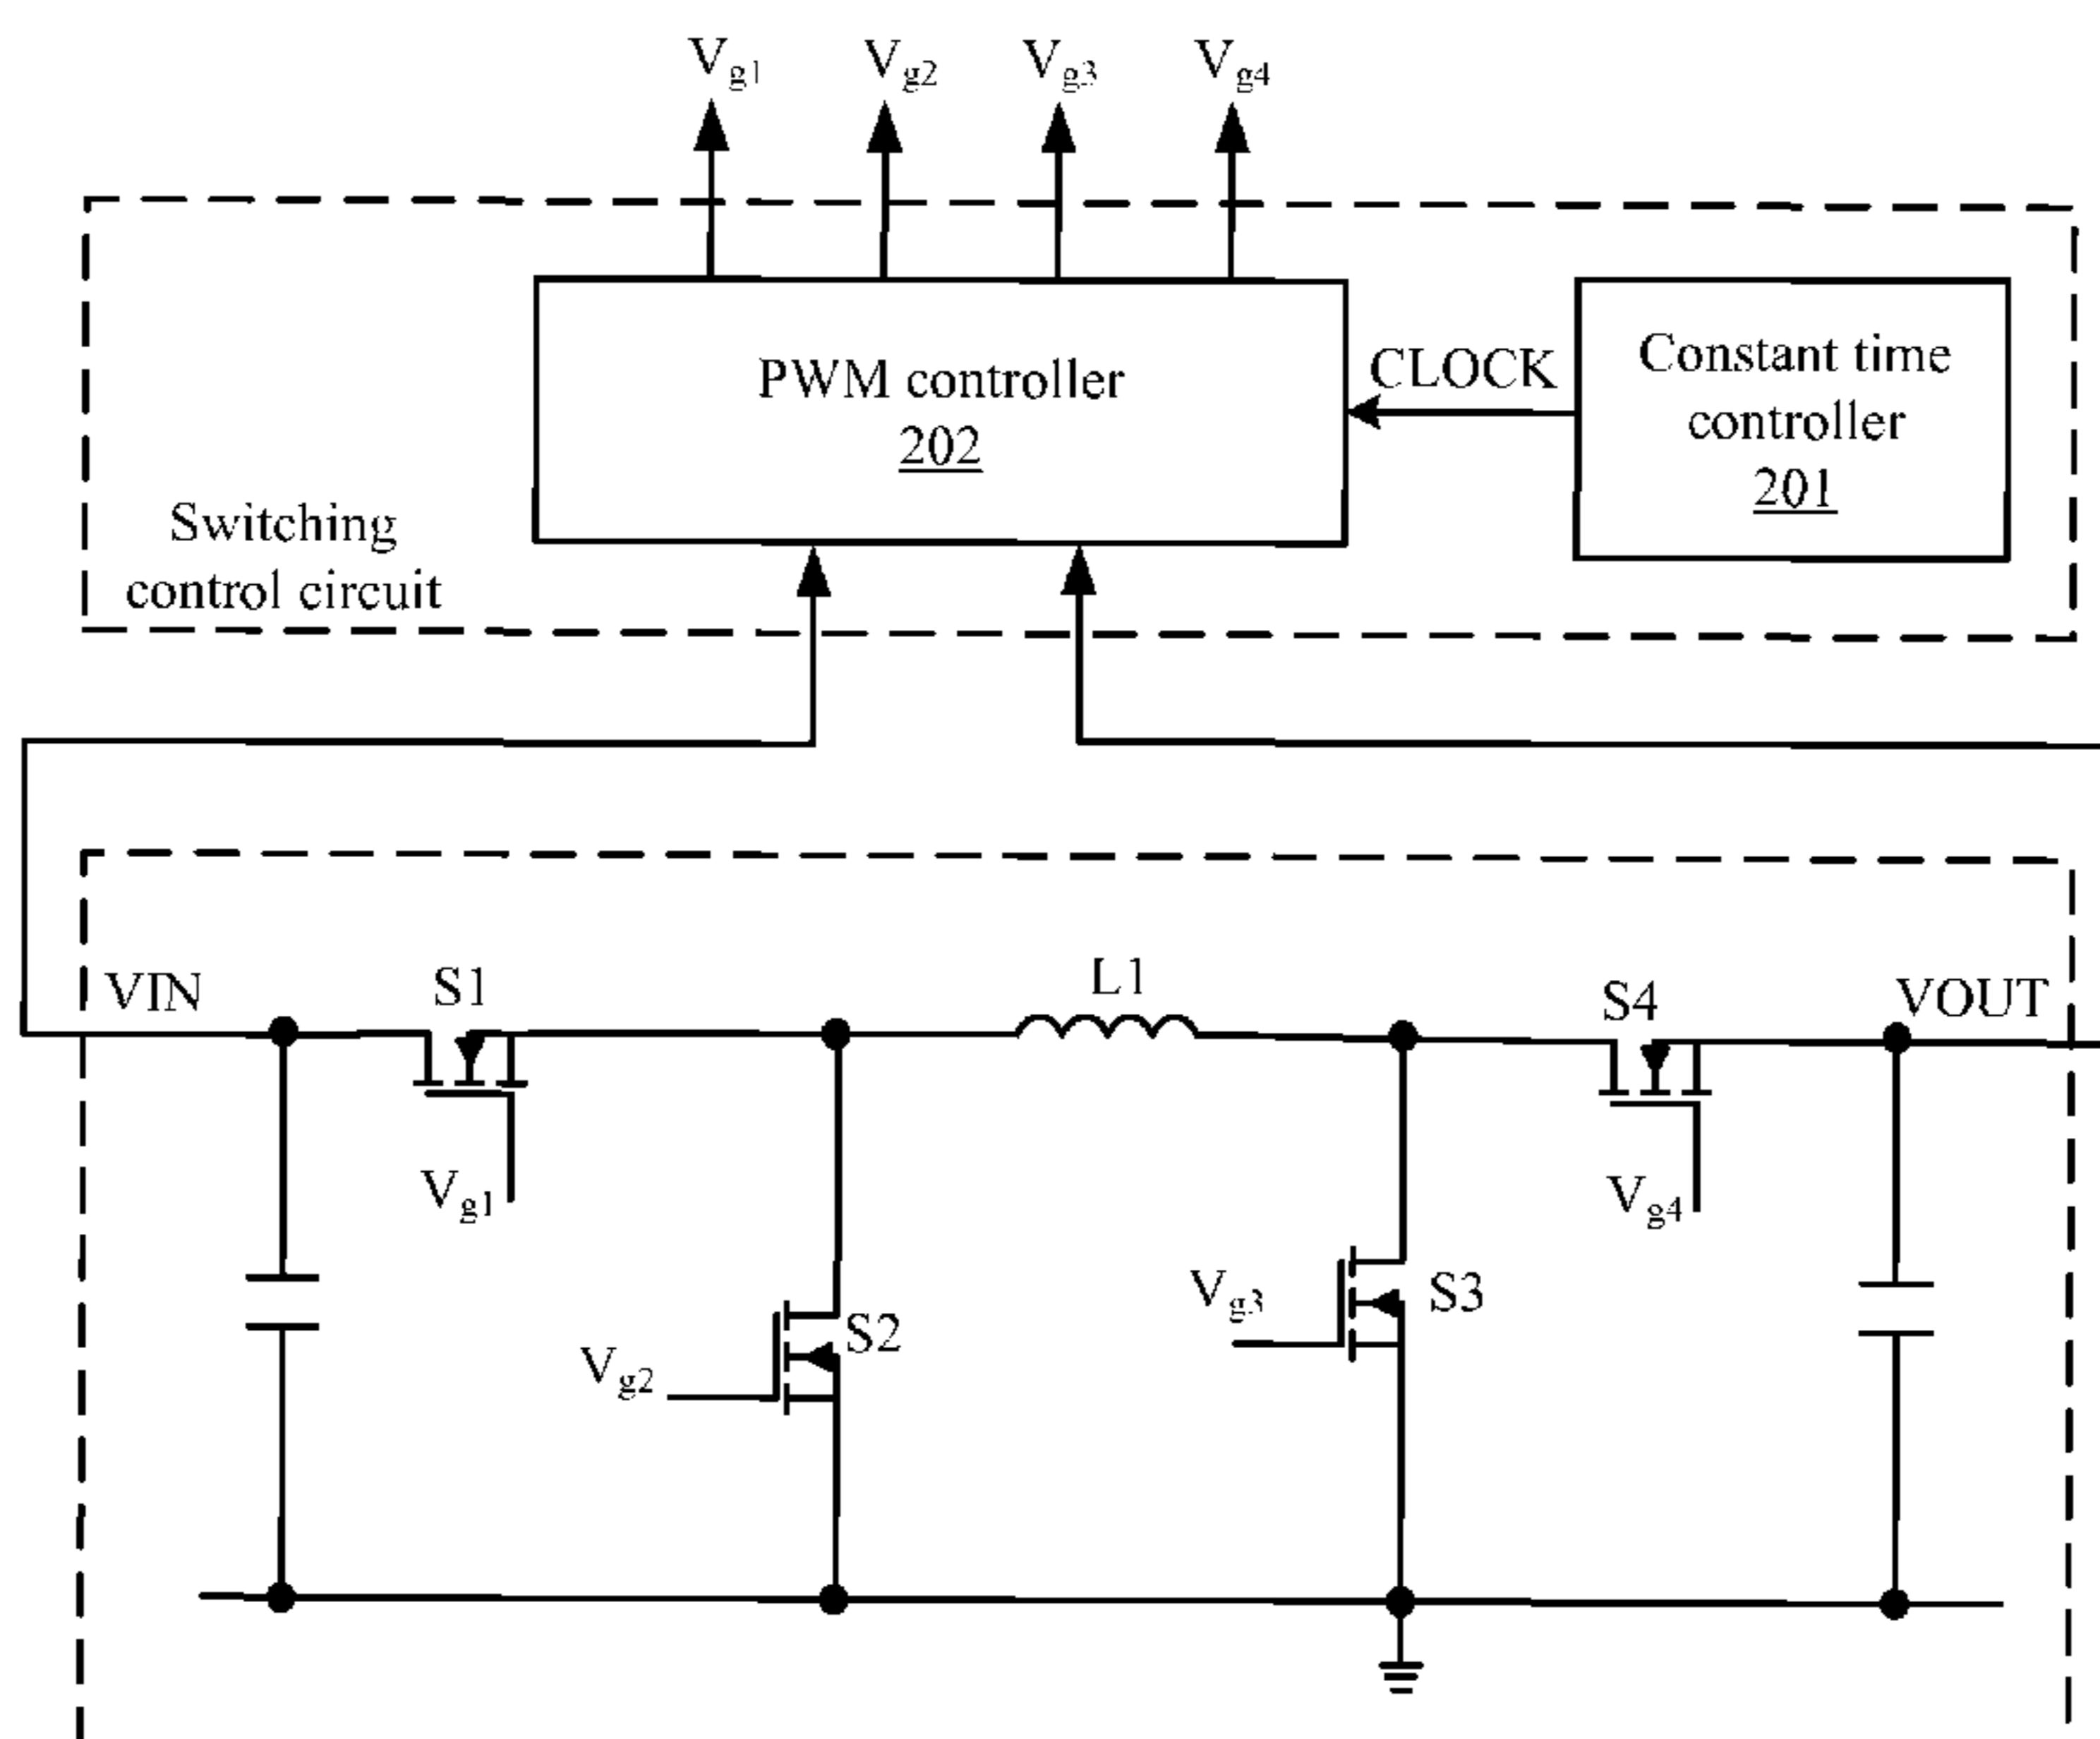 Vg1 Vg2 Vg3 Vg4
PWM controller
202
CLOCK
Constant time
controller
201
Switching
control circuit
VIN
S1
L1
S4
VOUT
Vg1
Vg4
Vg2
S2
Vg3
S3